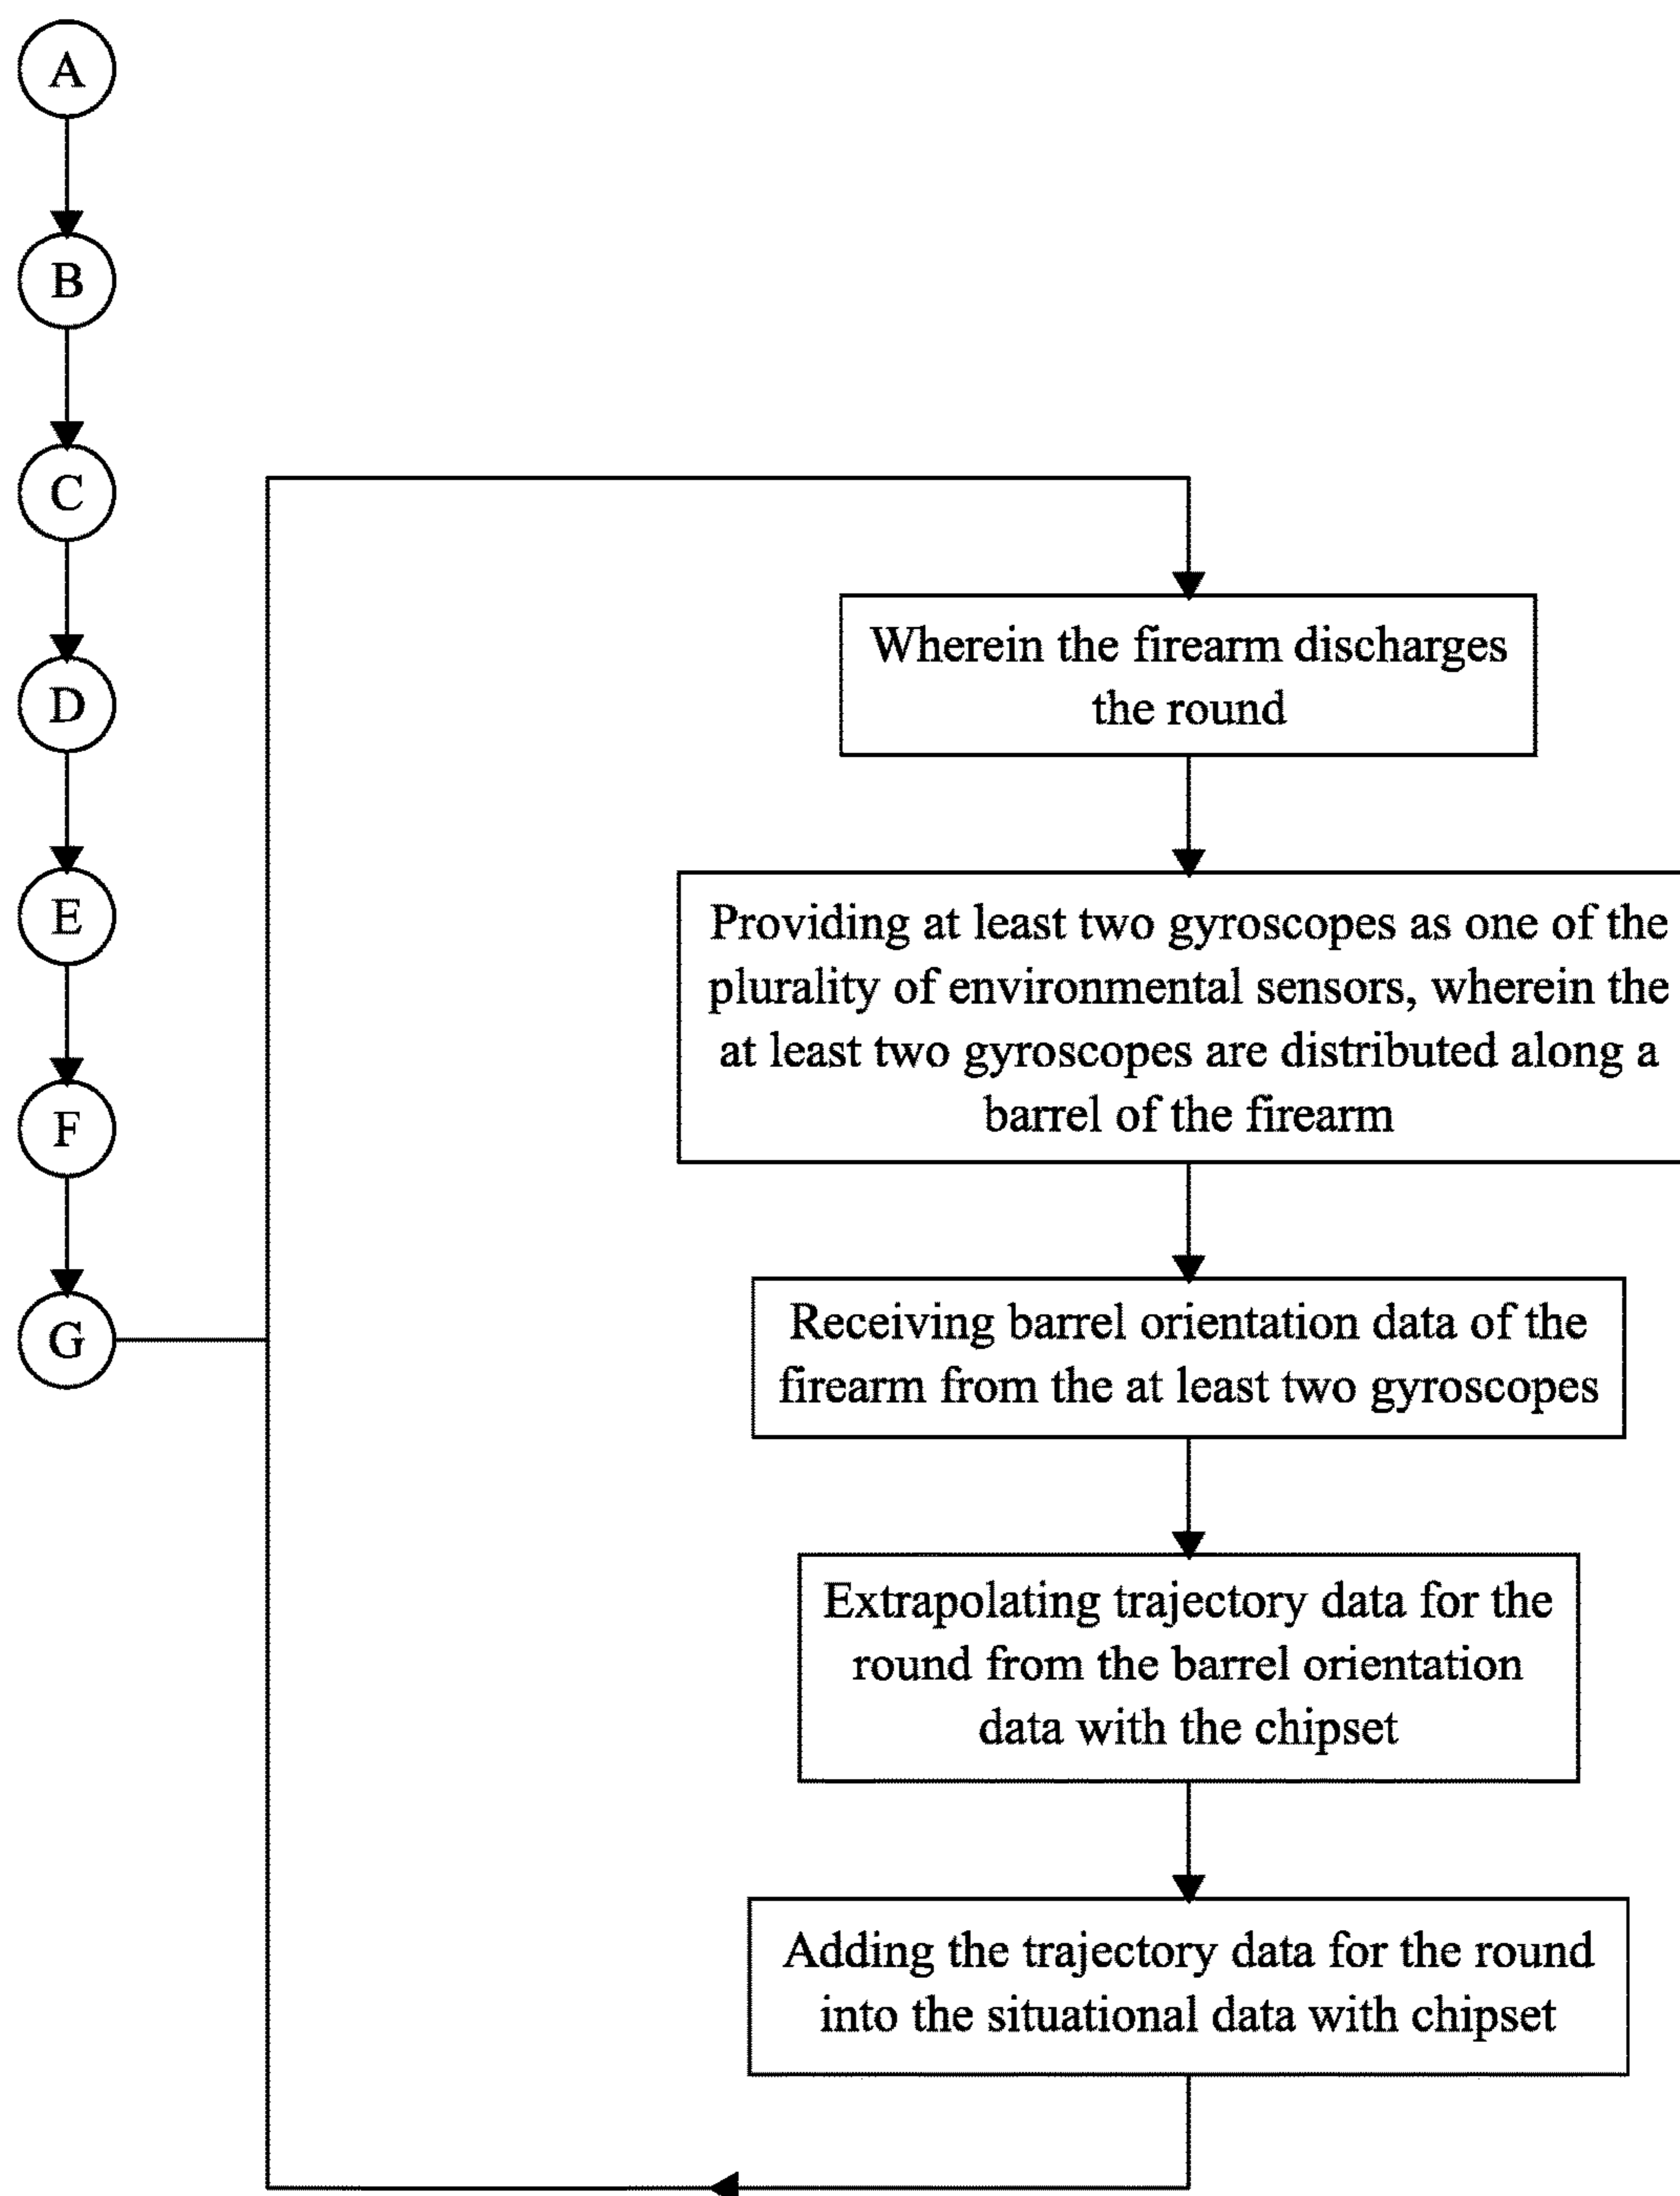 A
B
C
D
E
F
G
Wherein the firearm discharges
the round
Providing at least two gyroscopes as one of the
plurality of environmental sensors, wherein the
at least two gyroscopes are distributed along a
barrel of the firearm
Receiving barrel orientation data of the
firearm from the at least two gyroscopes
Extrapolating trajectory data for the
round from the barrel orientation
data with the chipset
Adding the trajectory data for the round
into the situational data with chipset